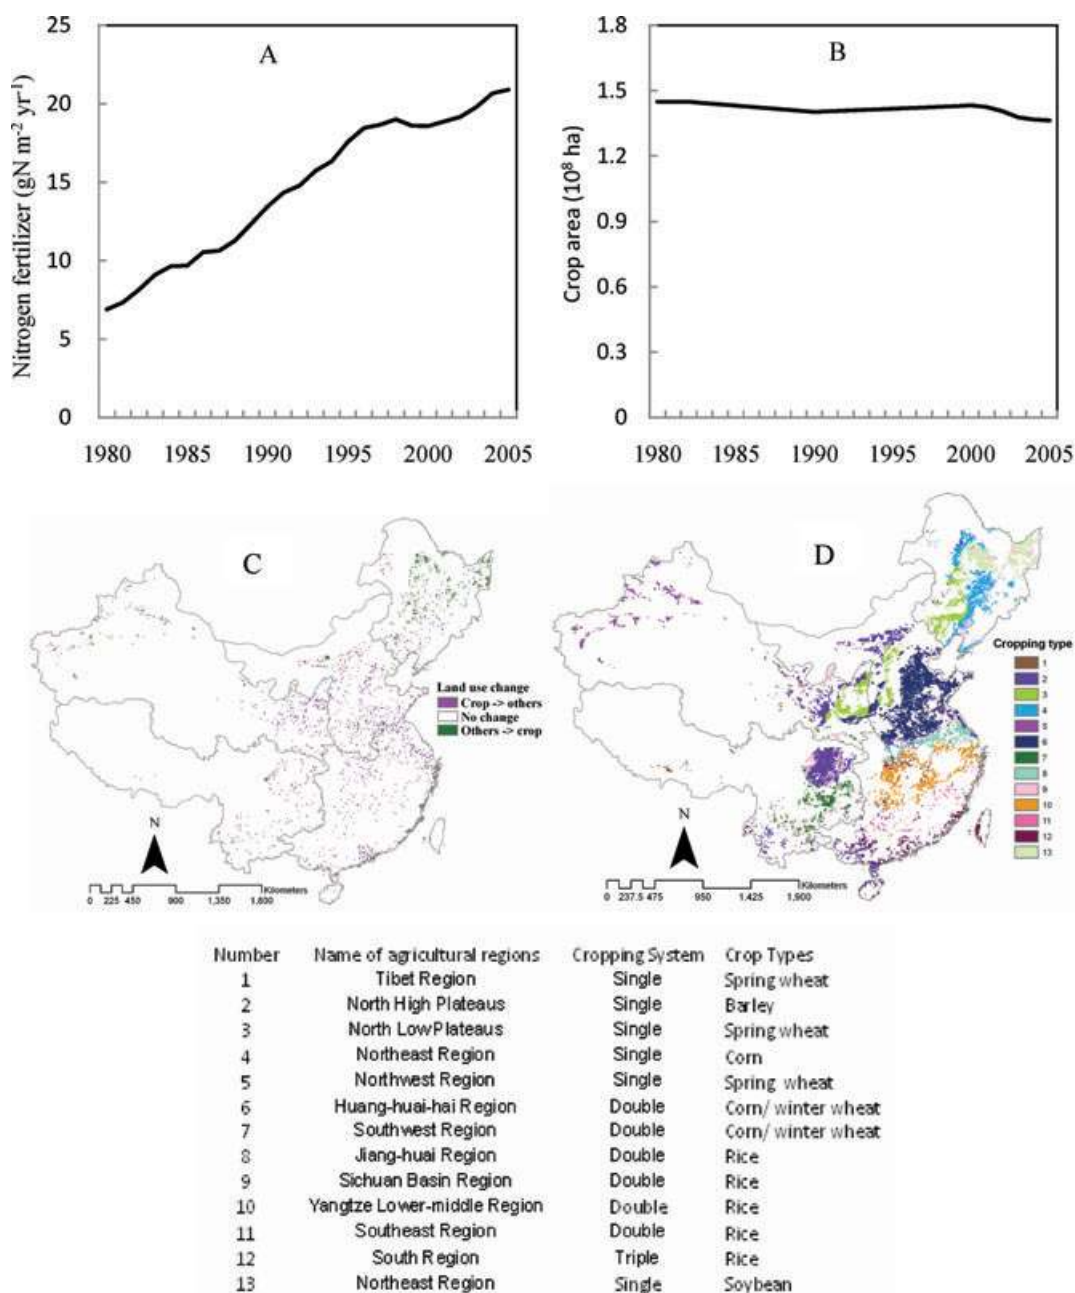 A
Nitrogen fertilizer (gN m⁻² yr⁻¹)
25
20
15
10
5
0
1980 1985 1990 1995 2000 2005
B
Crop area (10⁸ ha)
1.8
1.5
1.2
0.9
0.6
0.3
0
1980 1985 1990 1995 2000 2005
C
Land use change
Crop -> others
No change
Others -> crop
N
Kilometers
0 225 450 900 1,350 1,800
D
Cropping type
1
2
3
4
5
6
7
8
9
10
11
12
13
N
Kilometers
0 237.5 475 950 1,425 1,900
Number Name of agricultural regions Cropping System Crop Types
1 Tibet Region Single Spring wheat
2 North High Plateaus Single Barley
3 North Low Plateaus Single Spring wheat
4 Northeast Region Single Corn
5 Northwest Region Single Spring wheat
6 Huang-huai-hai Region Double Corn/ winter wheat
7 Southwest Region Double Corn/ winter wheat
8 Jiang-huai Region Double Rice
9 Sichuan Basin Region Double Rice
10 Yangtze Lower-middle Region Double Rice
11 Southeast Region Double Rice
12 South Region Triple Rice
13 Northeast Region Single Soybean